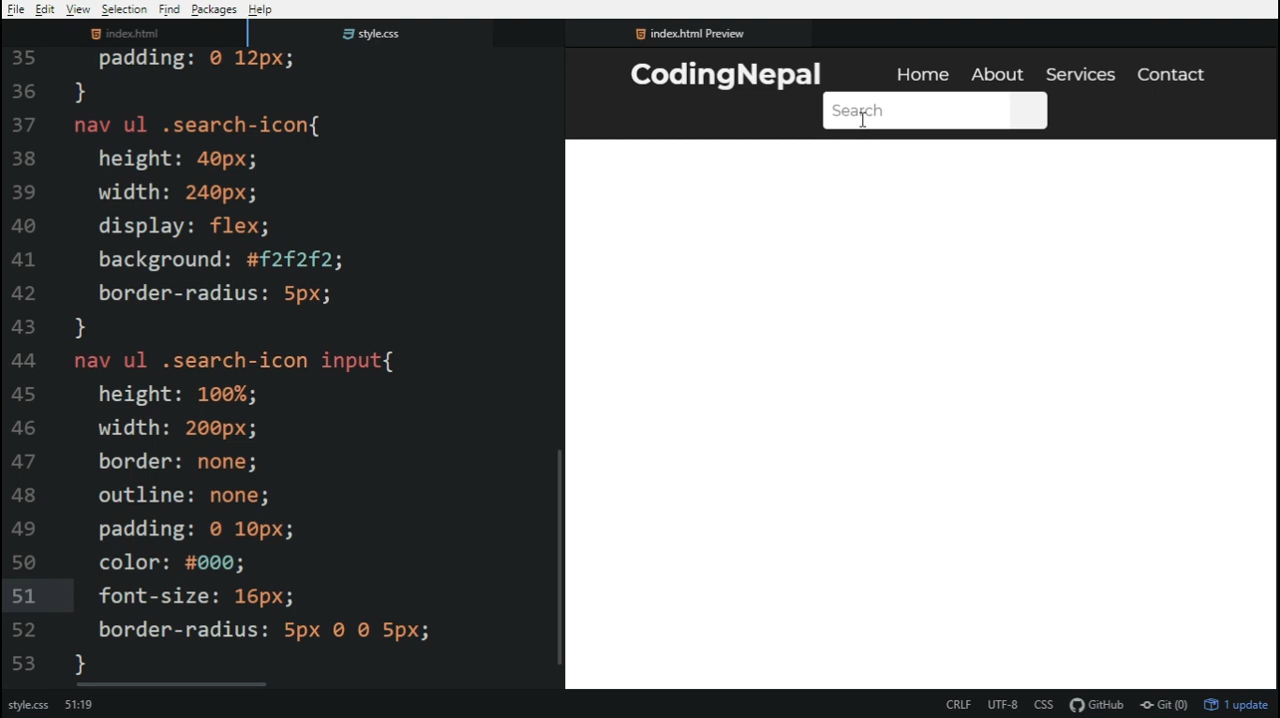 File Edit View Selection Find Packages Help
index.html style.css index.html Preview
35 padding: 0 12px;
36 }
37 nav ul .search-icon{
38 height: 40px;
39 width: 240px;
40 display: flex;
41 background: #f2f2f2;
42 border-radius: 5px;
43 }
44 nav ul .search-icon input{
45 height: 100%;
46 width: 200px;
47 border: none;
48 outline: none;
49 padding: 0 10px;
50 color: #000;
51 font-size: 16px;
52 border-radius: 5px 0 0 5px;
53 }
CodingNepal Home About Services Contact
Search
style.css 51:19 CRLF UTF-8 CSS GitHub Git (0) 1 update